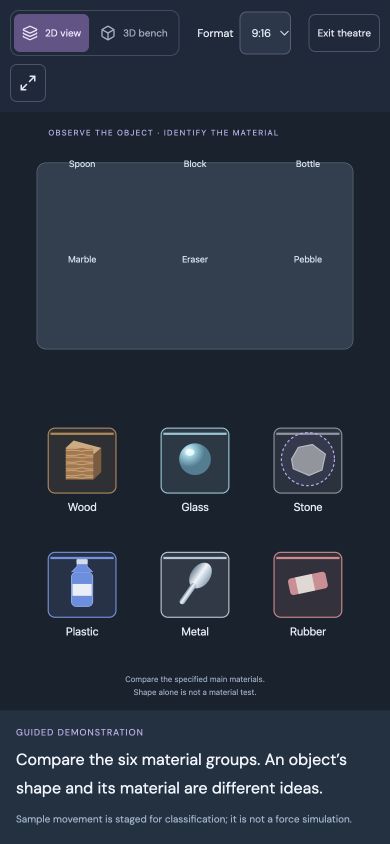 2D view
3D bench
Format
9:16
Exit theatre
OBSERVE THE OBJECT · IDENTIFY THE MATERIAL
Spoon
Block
Bottle
Marble
Eraser
Pebble
Wood
Glass
Stone
Plastic
Metal
Rubber
Compare the specified main materials.
Shape alone is not a material test.
GUIDED DEMONSTRATION
Compare the six material groups. An object’s
shape and its material are different ideas.
Sample movement is staged for classification; it is not a force simulation.